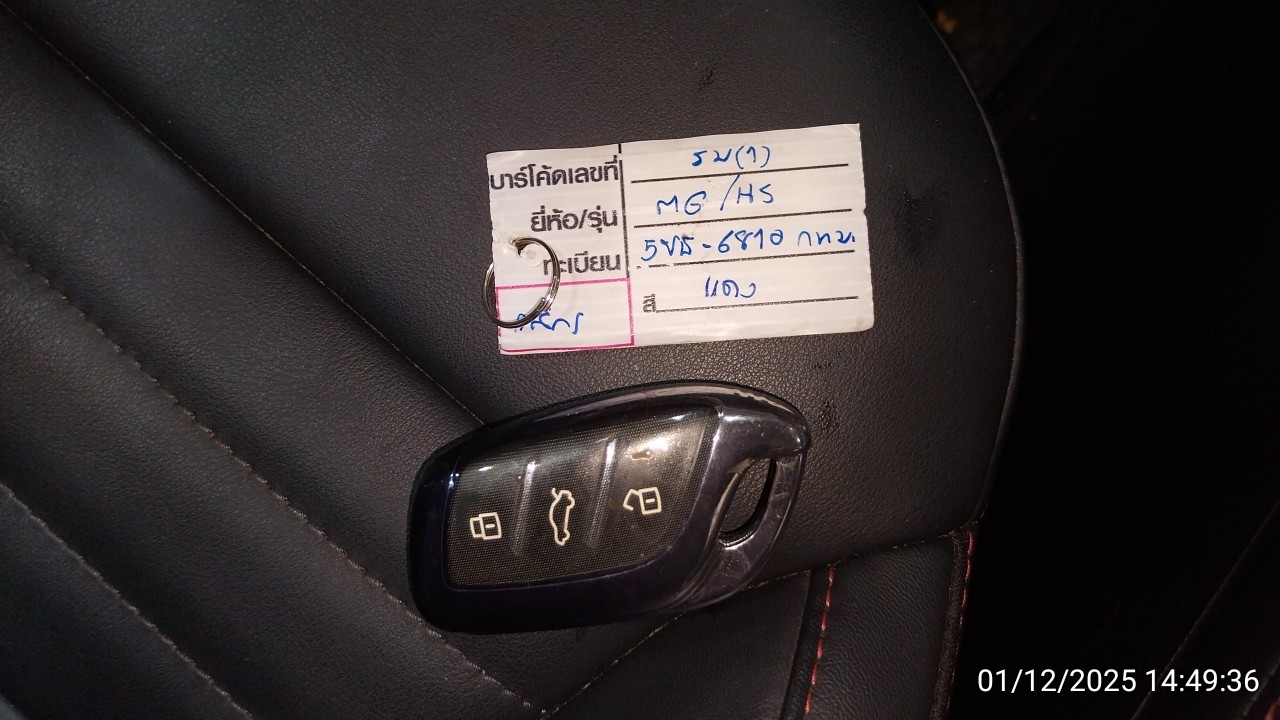 บาร์โค้ดเลขที่ รม(1)
ยี่ห้อ/รุ่น MG/HS
ทะเบียน 5ขธ-6810 กทม.
สี แดง
01/12/2025 14:49:36